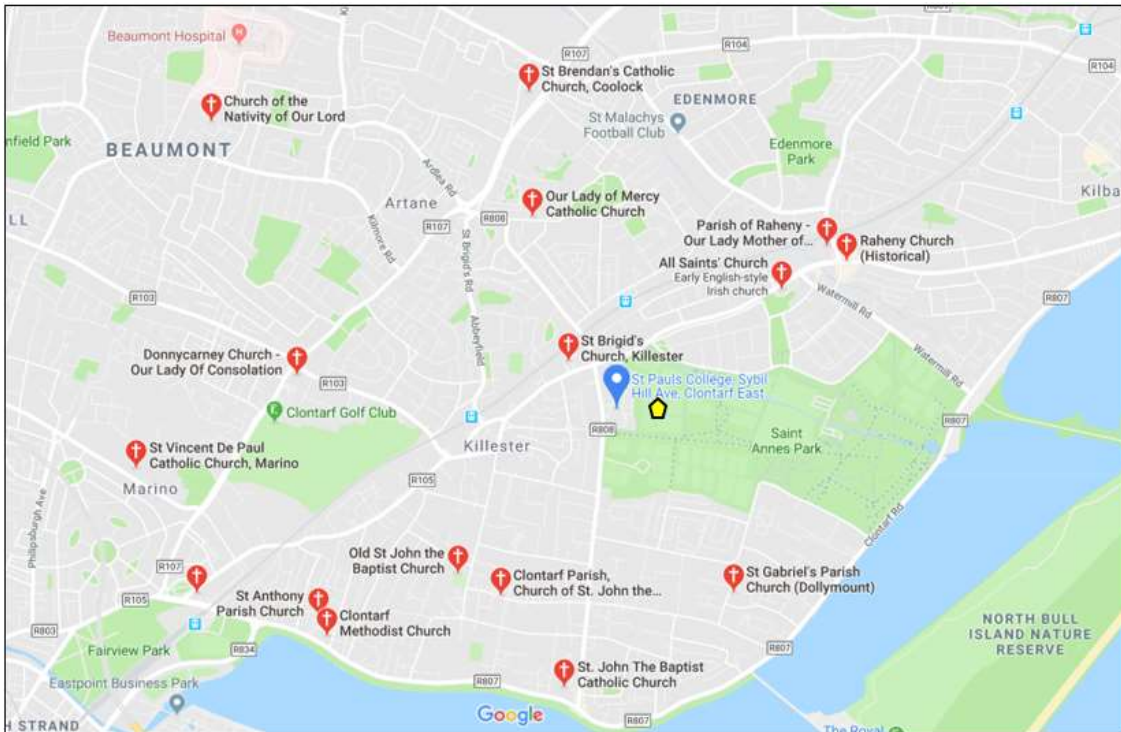 R107
R104
Beaumont Hospital
St Brendan's Catholic
Church, Coolock
R104
EDENMORE
Church of the
Nativity of Our Lord
St Malachys
Football Club
nfield Park
BEAUMONT
Edenmore
Park
Ardlea Rd
Kilba
Artane
Our Lady of Mercy
Catholic Church
LL
R808
R107
Kilmore Rd
St Brigid's Rd
Parish of Raheny -
Our Lady Mother of...
Raheny Church
(Historical)
All Saints' Church
Early English-style
Irish church
Watermill Rd
R103
R807
Abbeyfield
St Brigid's
Church, Killester
Watermill Rd
Donnycarney Church -
Our Lady Of Consolation
R103
St Pauls College, Sybil
Hill Ave, Clontarf East
Clontarf Golf Club
R807
R808
Saint
Annes Park
Killester
St Vincent De Paul
Catholic Church, Marino
R105
Marino
Philipsburgh Ave
Clontarf Rd
Old St John the
Baptist Church
R107
Clontarf Parish,
Church of St. John the...
St Gabriel's Parish
Church (Dollymount)
St Anthony
Parish Church
R105
Clontarf
Methodist Church
R803
NORTH BULL
ISLAND NATURE
RESERVE
Fairview Park
R834
R807
Eastpoint Business Park
R807
St. John The Baptist
Catholic Church
Google
R807
H STRAND
The Royal